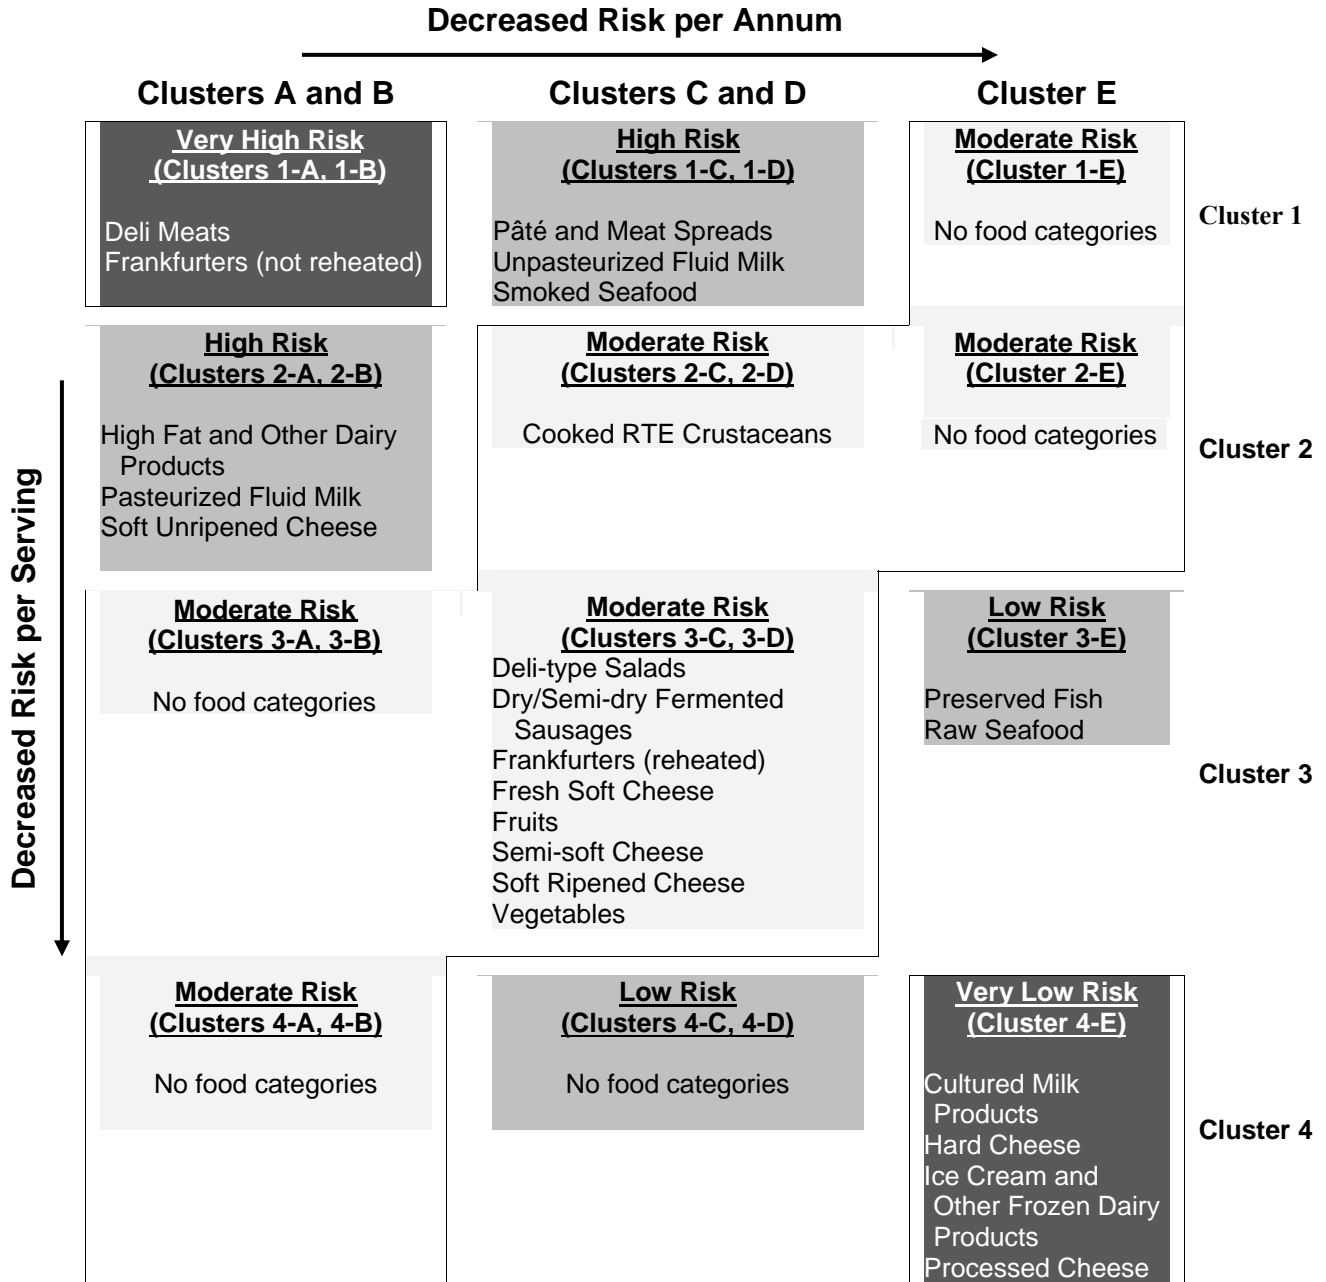 Decreased Risk per Annum
Clusters A and B
Clusters C and D
Cluster E
Very High Risk
(Clusters 1-A, 1-B)
Deli Meats
Frankfurters (not reheated)
High Risk
(Clusters 1-C, 1-D)
Pâté and Meat Spreads
Unpasteurized Fluid Milk
Smoked Seafood
Moderate Risk
(Cluster 1-E)
No food categories
Cluster 1
High Risk
(Clusters 2-A, 2-B)
High Fat and Other Dairy
Products
Pasteurized Fluid Milk
Soft Unripened Cheese
Moderate Risk
(Clusters 2-C, 2-D)
Cooked RTE Crustaceans
Moderate Risk
(Cluster 2-E)
No food categories
Cluster 2
Decreased Risk per Serving
Moderate Risk
(Clusters 3-A, 3-B)
No food categories
Moderate Risk
(Clusters 3-C, 3-D)
Deli-type Salads
Dry/Semi-dry Fermented
Sausages
Frankfurters (reheated)
Fresh Soft Cheese
Fruits
Semi-soft Cheese
Soft Ripened Cheese
Vegetables
Low Risk
(Cluster 3-E)
Preserved Fish
Raw Seafood
Cluster 3
Moderate Risk
(Clusters 4-A, 4-B)
No food categories
Low Risk
(Clusters 4-C, 4-D)
No food categories
Very Low Risk
(Cluster 4-E)
Cultured Milk
Products
Hard Cheese
Ice Cream and
Other Frozen Dairy
Products
Processed Cheese
Cluster 4